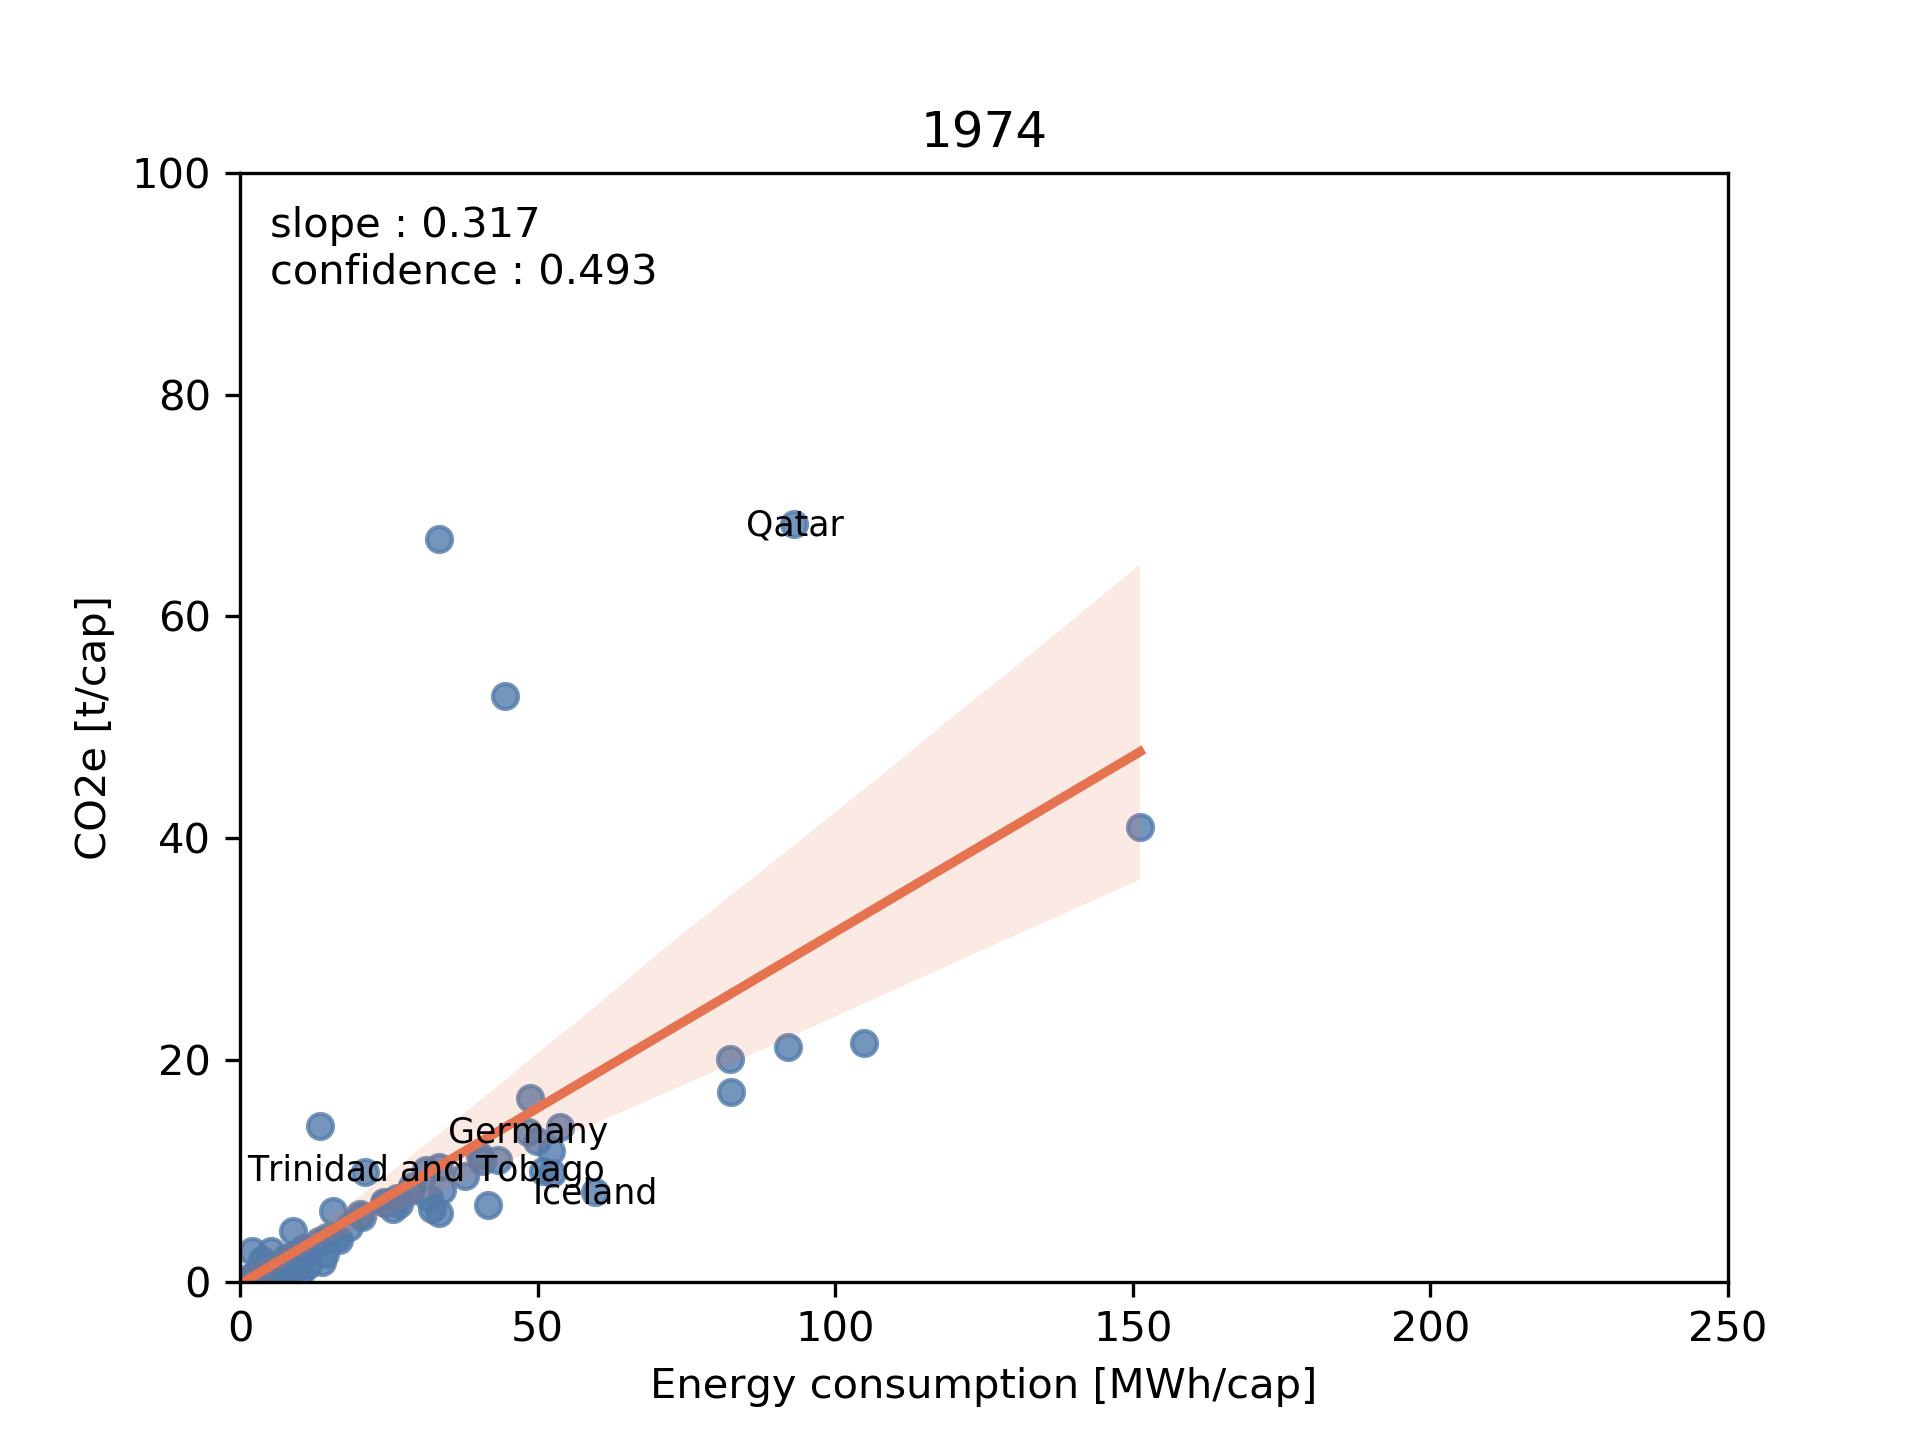 1974
100
slope : 0.317
confidence : 0.493
80
Qatar
60
CO2e [t/cap]
40
20
Germany
Trinidad and Tobago
Iceland
0
0 50 100 150 200 250
Energy consumption [MWh/cap]